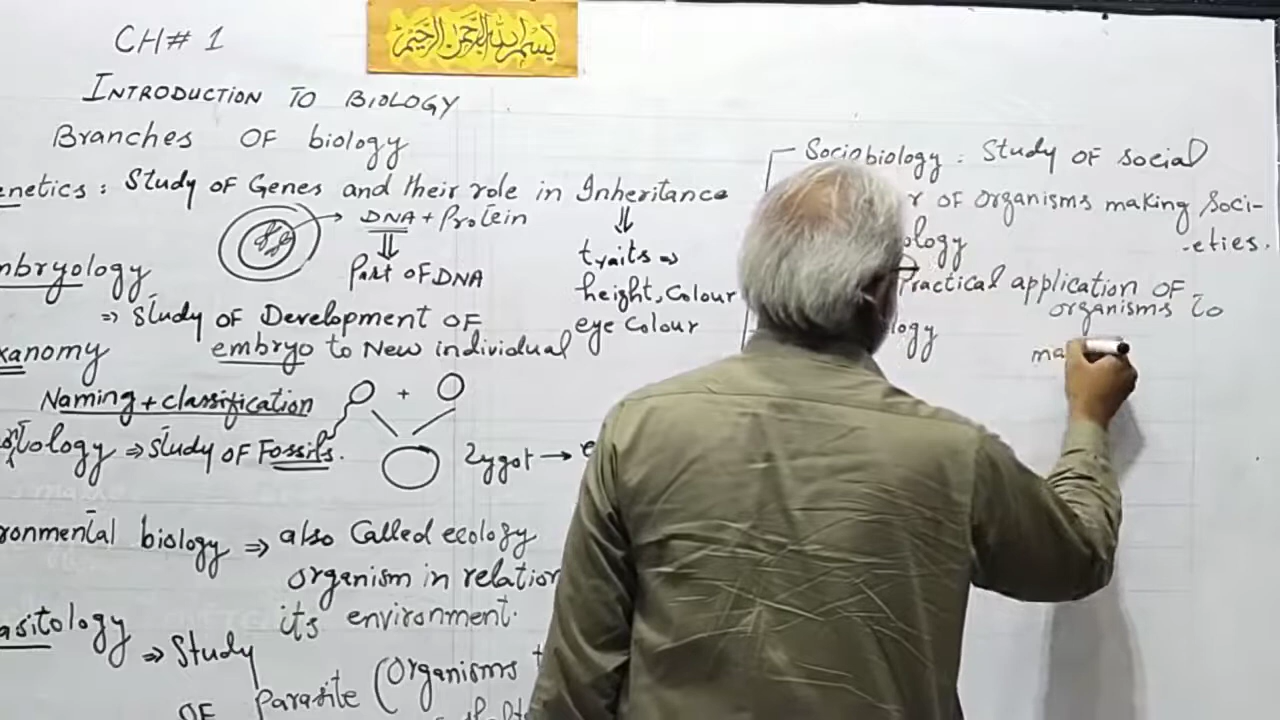 CH# 1
بسم الله الرحمن الرحيم
INTRODUCTION TO BIOLOGY
Branches OF biology
enetics : Study OF Genes and their role in Inheritance
DNA + Protein
Part OF DNA
traits ⇒
height, Colour
eye Colour
mbryology
⇒ Study OF Development OF
embryo to New individual
xanomy
Naming + classification
+
ntology ⇒ Study OF Fossils.
Zygot →
ronmental biology ⇒ also Called ecology
organism in relation
its environment.
asitology ⇒ Study
OF Parasite (Organisms
Sociobiology : Study OF Social
r OF organisms making Soci-
-eties.
ology
Practical application OF
organisms to
logy
ma